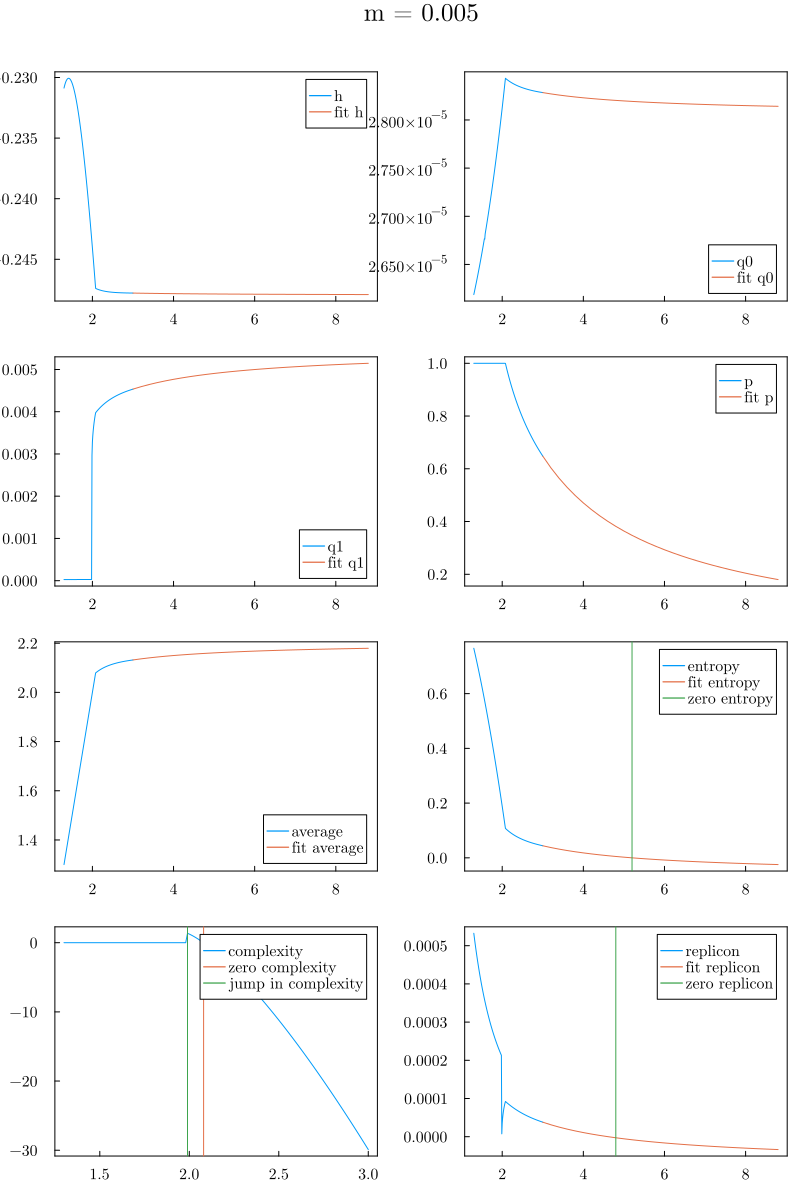 m = 0.005
-0.230
-0.235
-0.240
-0.245
2 4 6 8
h
fit h
2.800×10⁻⁵
2.750×10⁻⁵
2.700×10⁻⁵
2.650×10⁻⁵
2 4 6 8
q0
fit q0
0.005
0.004
0.003
0.002
0.001
0.000
2 4 6 8
q1
fit q1
1.0
0.8
0.6
0.4
0.2
2 4 6 8
p
fit p
2.2
2.0
1.8
1.6
1.4
2 4 6 8
average
fit average
0.6
0.4
0.2
0.0
2 4 6 8
entropy
fit entropy
zero entropy
0
−10
−20
−30
1.5 2.0 2.5 3.0
complexity
zero complexity
jump in complexity
0.0005
0.0004
0.0003
0.0002
0.0001
0.0000
2 4 6 8
replicon
fit replicon
zero replicon